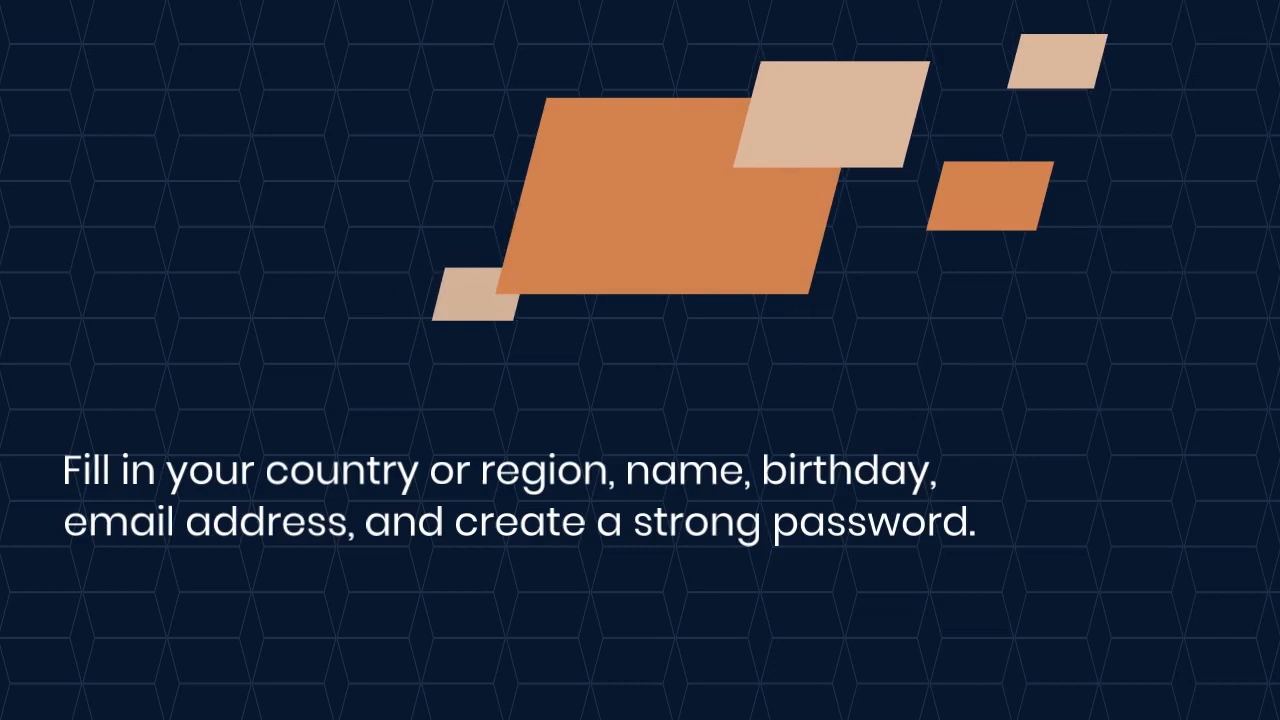 Fill in your country or region, name, birthday,
email address, and create a strong password.